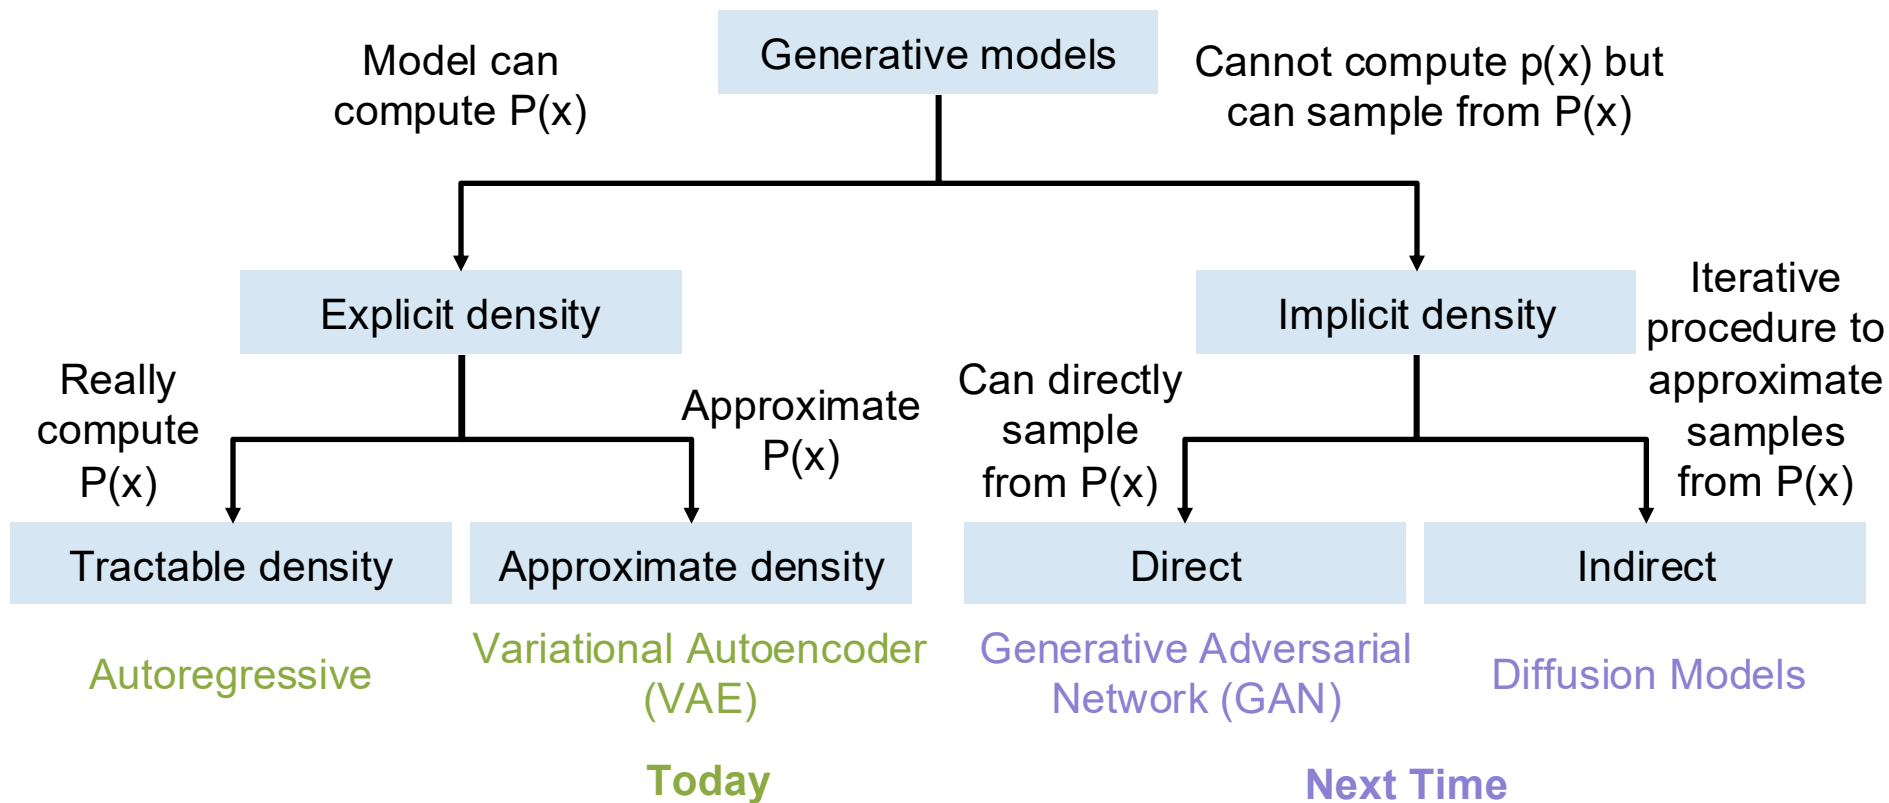 Generative models
Model can
compute P(x)
Cannot compute p(x) but
can sample from P(x)
Explicit density
Implicit density
Really
compute
P(x)
Approximate
P(x)
Can directly
sample
from P(x)
Iterative
procedure to
approximate
samples
from P(x)
Tractable density
Approximate density
Direct
Indirect
Autoregressive
Variational Autoencoder
(VAE)
Generative Adversarial
Network (GAN)
Diffusion Models
Today
Next Time